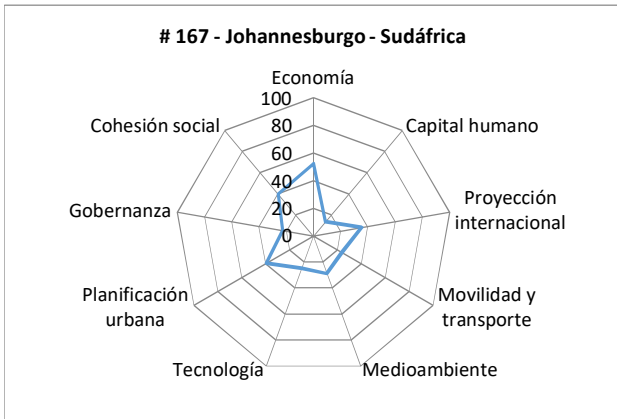 # 167 - Johannesburgo - Sudáfrica
Economía
100
80
60
40
20
0
Capital humano
Proyección
internacional
Movilidad y
transporte
Medioambiente
Tecnología
Planificación
urbana
Gobernanza
Cohesión social